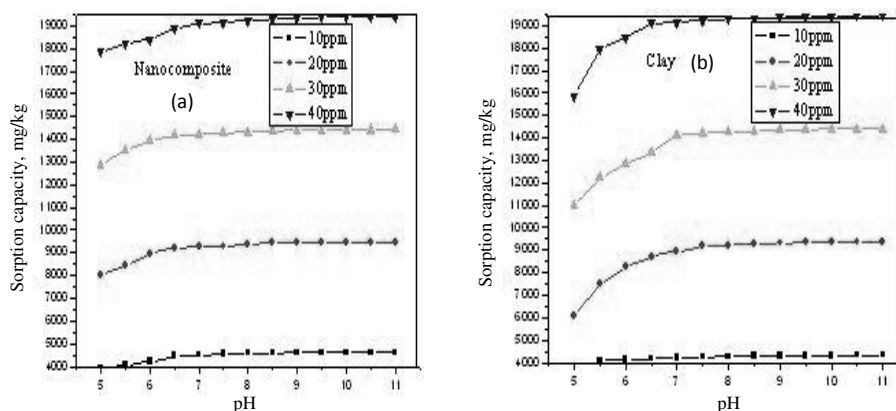 19000
18000
17000
16000
15000
14000
13000
12000
11000
10000
9000
8000
7000
6000
5000
4000
Sorption capacity, mg/kg
Nanocomposite
(a)
10ppm
20ppm
30ppm
40ppm
5 6 7 8 9 10 11
pH
19000
18000
17000
16000
15000
14000
13000
12000
11000
10000
9000
8000
7000
6000
5000
4000
Sorption capacity, mg/kg
Clay (b)
10ppm
20ppm
30ppm
40ppm
5 6 7 8 9 10 11
pH